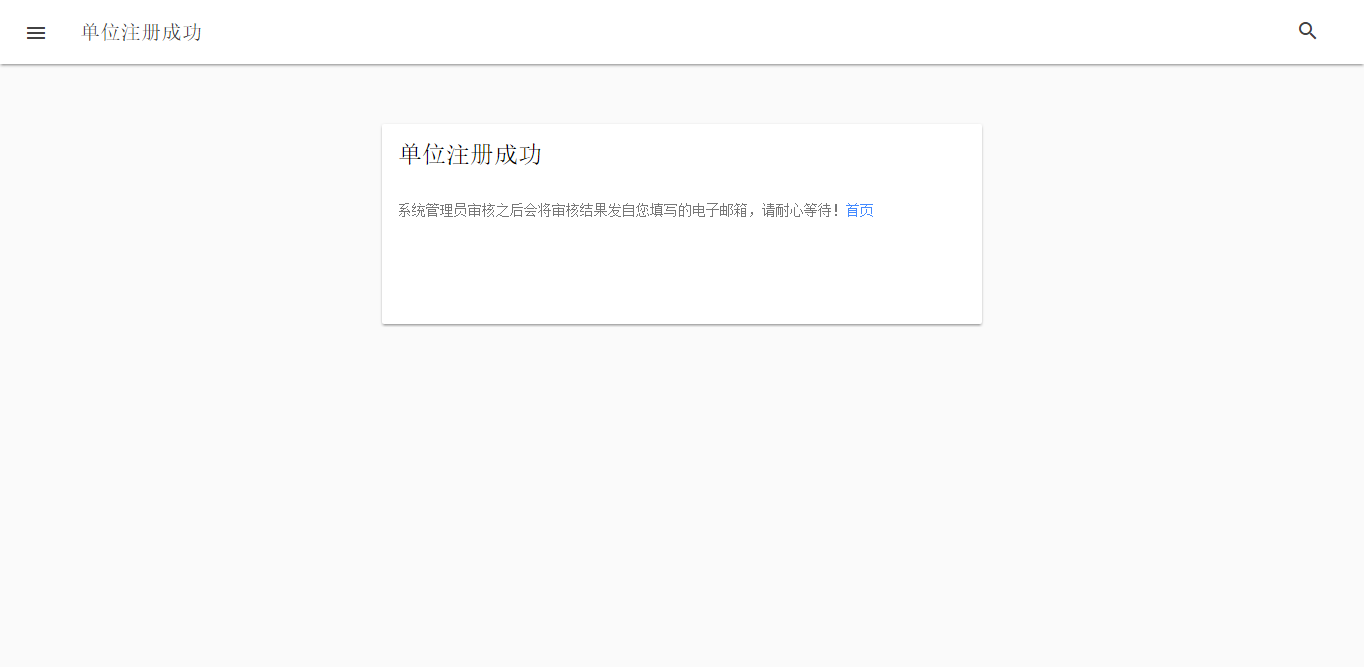 单位注册成功
单位注册成功
系统管理员审核之后会将审核结果发自您填写的电子邮箱，请耐心等待！首页